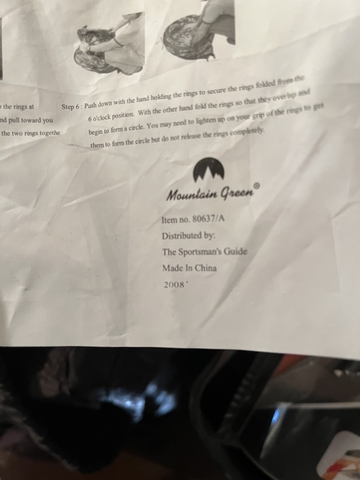 the rings at
nd pull toward you
the two rings togethe
Step 6 : Push down with the hand holding the rings to secure the rings folded from the
6 o'clock position. With the other hand fold the rings so that they overlap and
begin to form a circle. You may need to lighten up on your grip of the rings to get
them to form the circle but do not release the rings completely.
Mountain Green®
Item no. 80637/A
Distributed by:
The Sportsman's Guide
Made In China
2008'